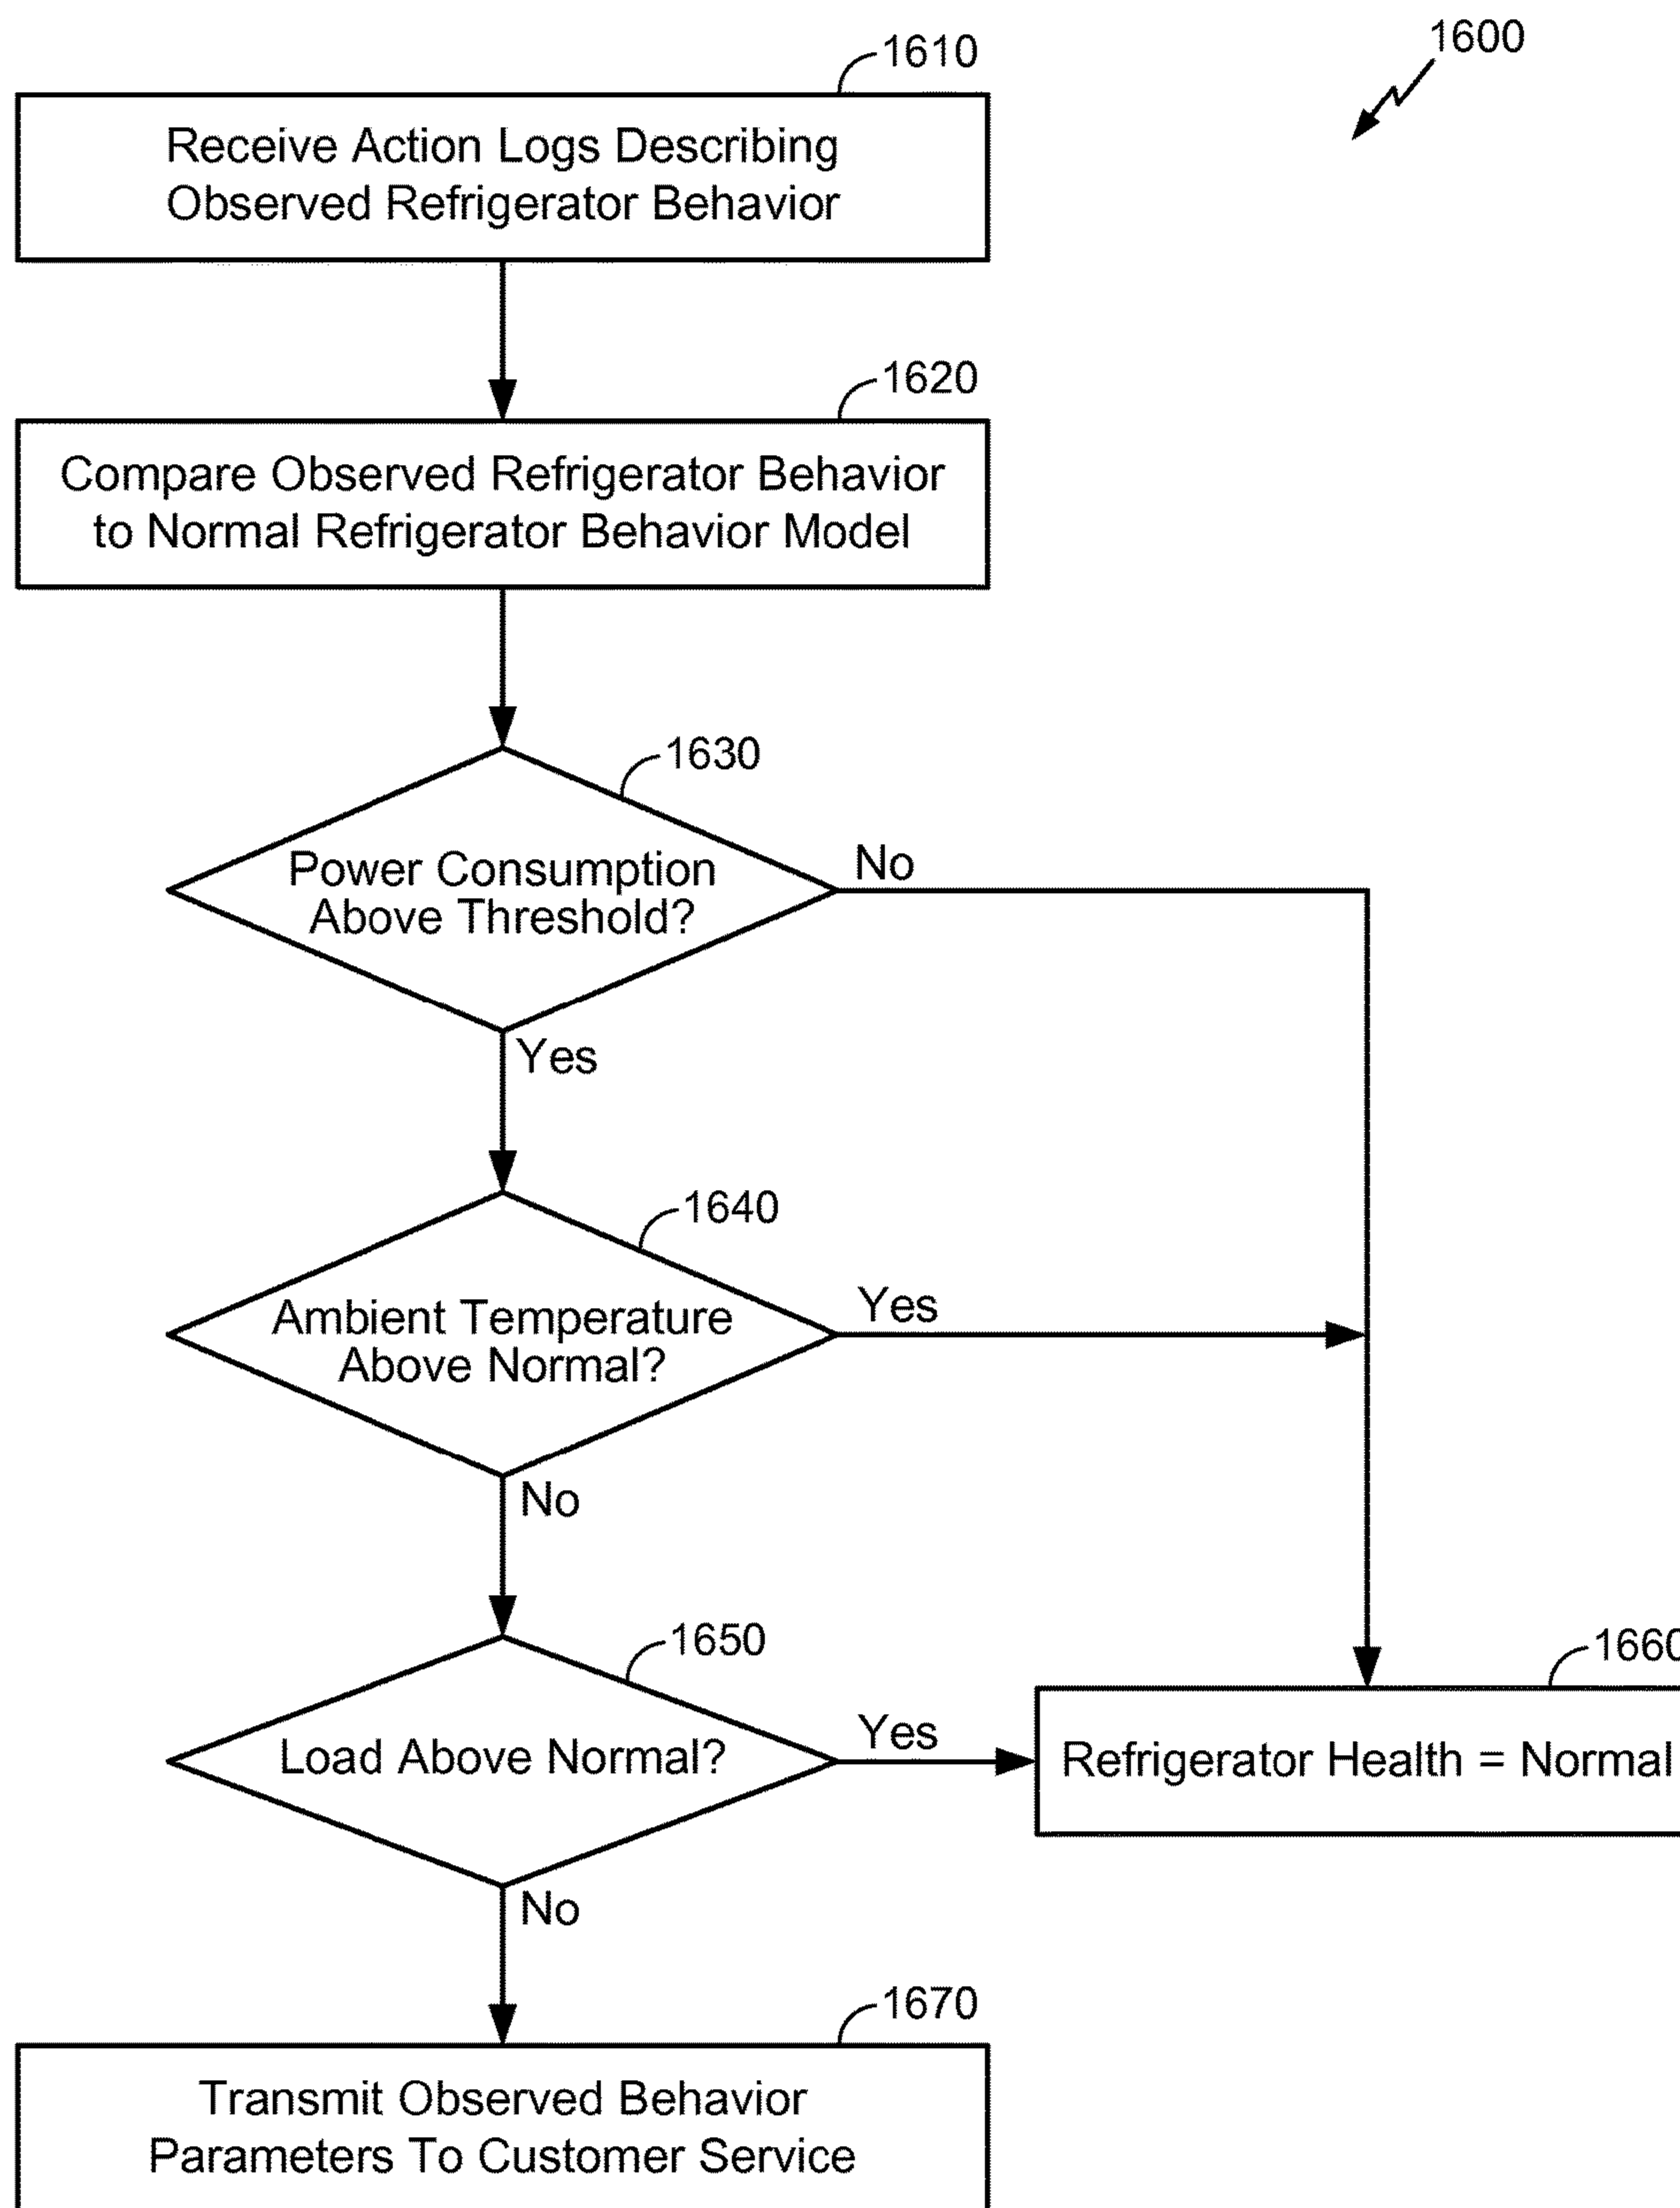 1600
1610
Receive Action Logs Describing
Observed Refrigerator Behavior
1620
Compare Observed Refrigerator Behavior
to Normal Refrigerator Behavior Model
1630
Power Consumption
Above Threshold?
No
Yes
1640
Ambient Temperature
Above Normal?
Yes
No
1650
Load Above Normal?
Yes
1660
Refrigerator Health = Normal
No
1670
Transmit Observed Behavior
Parameters To Customer Service